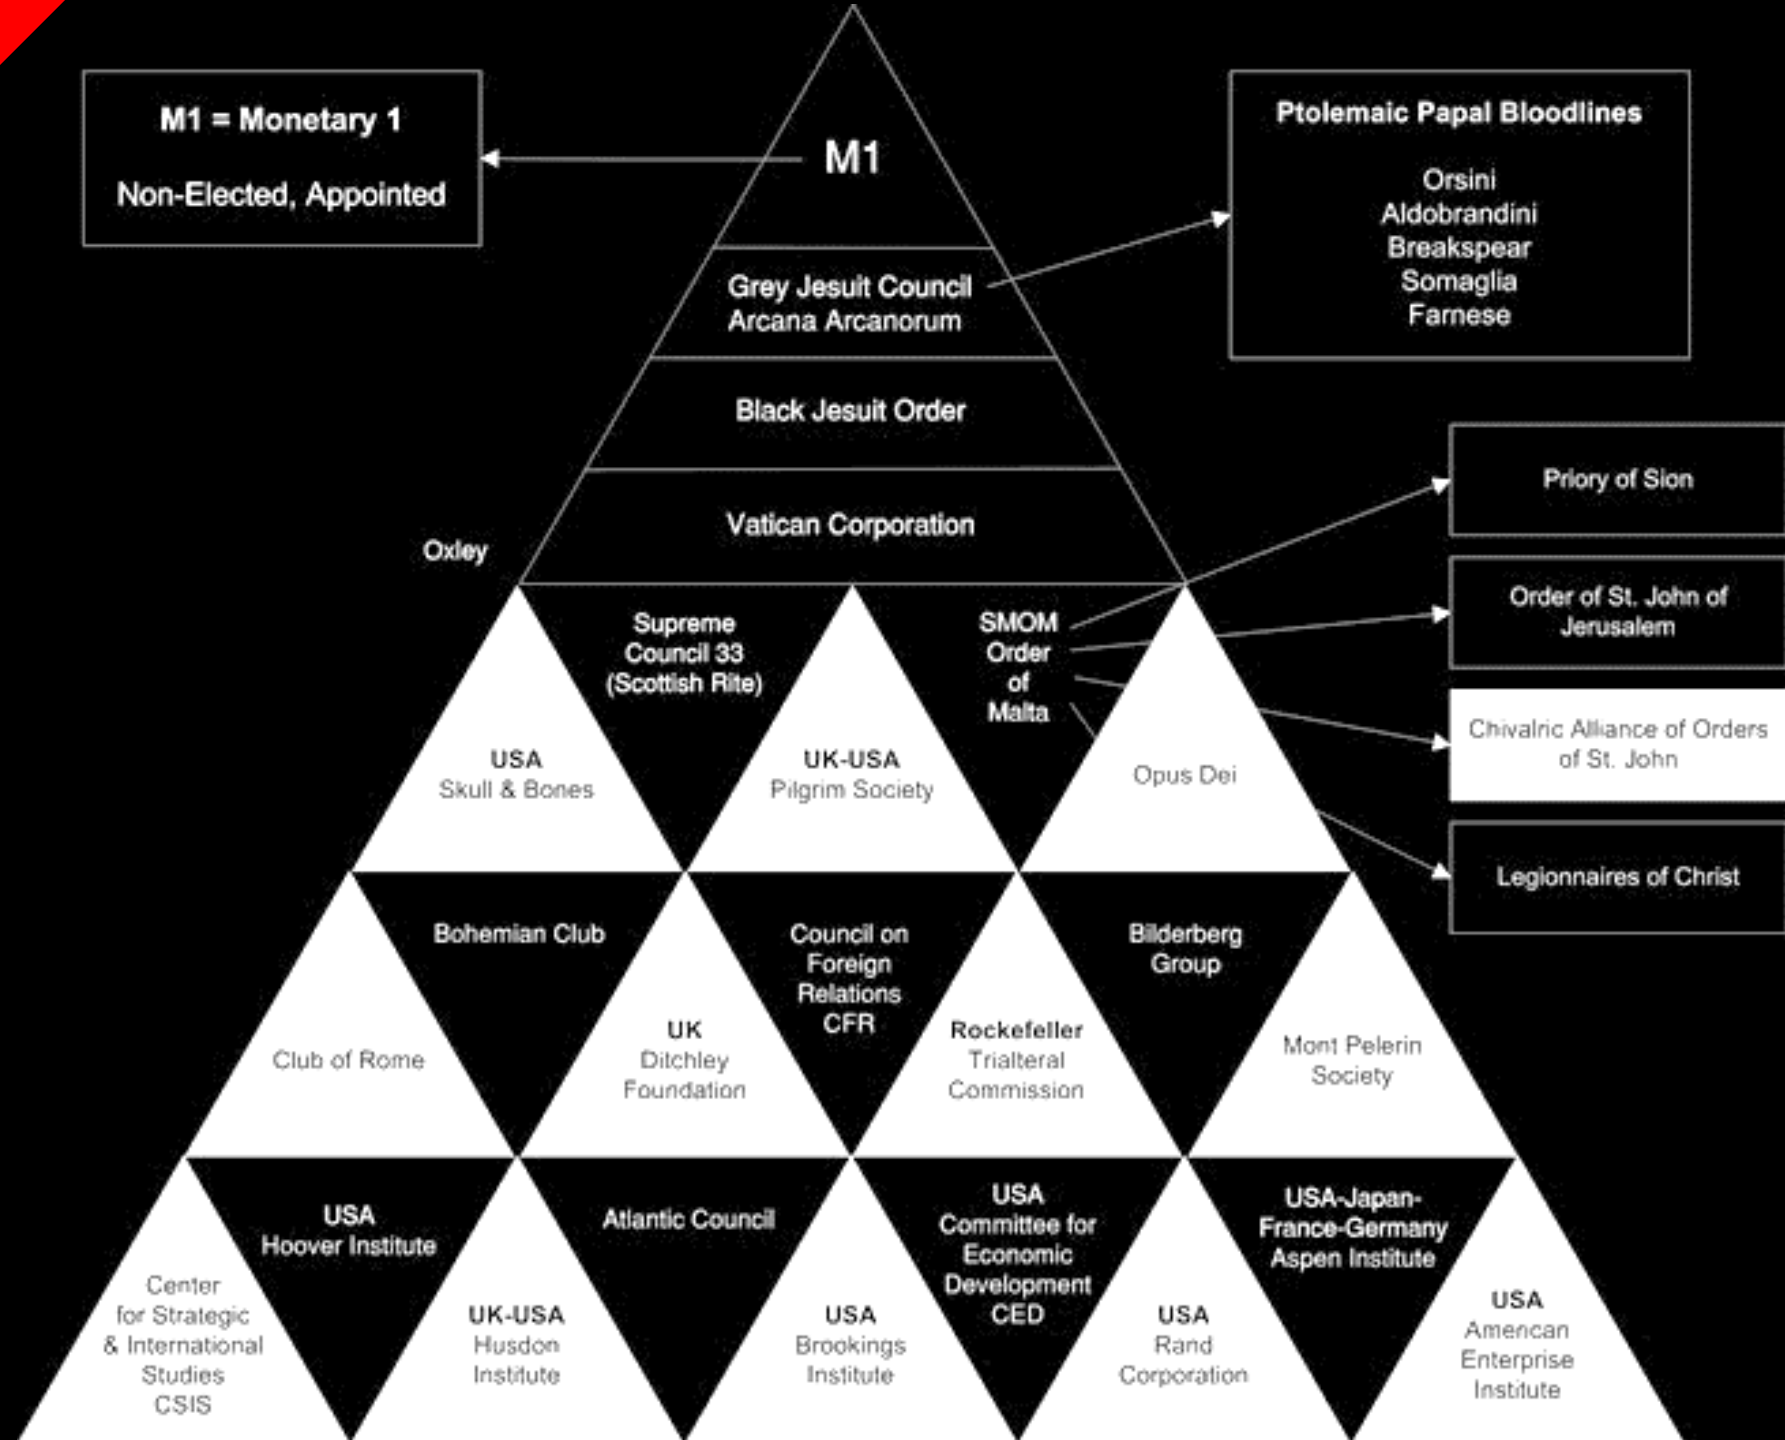 M1 = Monetary 1
Non-Elected, Appointed
M1
Ptolemaic Papal Bloodlines
Orsini
Aldobrandini
Breakspear
Somaglia
Farnese
Grey Jesuit Council
Arcana Arcanorum
Black Jesuit Order
Vatican Corporation
Oxley
Priory of Sion
Order of St. John of
Jerusalem
Chivalric Alliance of Orders
of St. John
Legionnaires of Christ
Supreme
Council 33
(Scottish Rite)
SMOM
Order
of
Malta
USA
Skull & Bones
UK-USA
Pilgrim Society
Opus Dei
Bohemian Club
Council on
Foreign
Relations
CFR
Bilderberg
Group
Club of Rome
UK
Ditchley
Foundation
Rockefeller
Trialteral
Commission
Mont Pelerin
Society
USA
Hoover Institute
Atlantic Council
USA
Committee for
Economic
Development
CED
USA-Japan-
France-Germany
Aspen Institute
Center
for Strategic
& International
Studies
CSIS
UK-USA
Husdon
Institute
USA
Brookings
Institute
USA
Rand
Corporation
USA
American
Enterprise
Institute